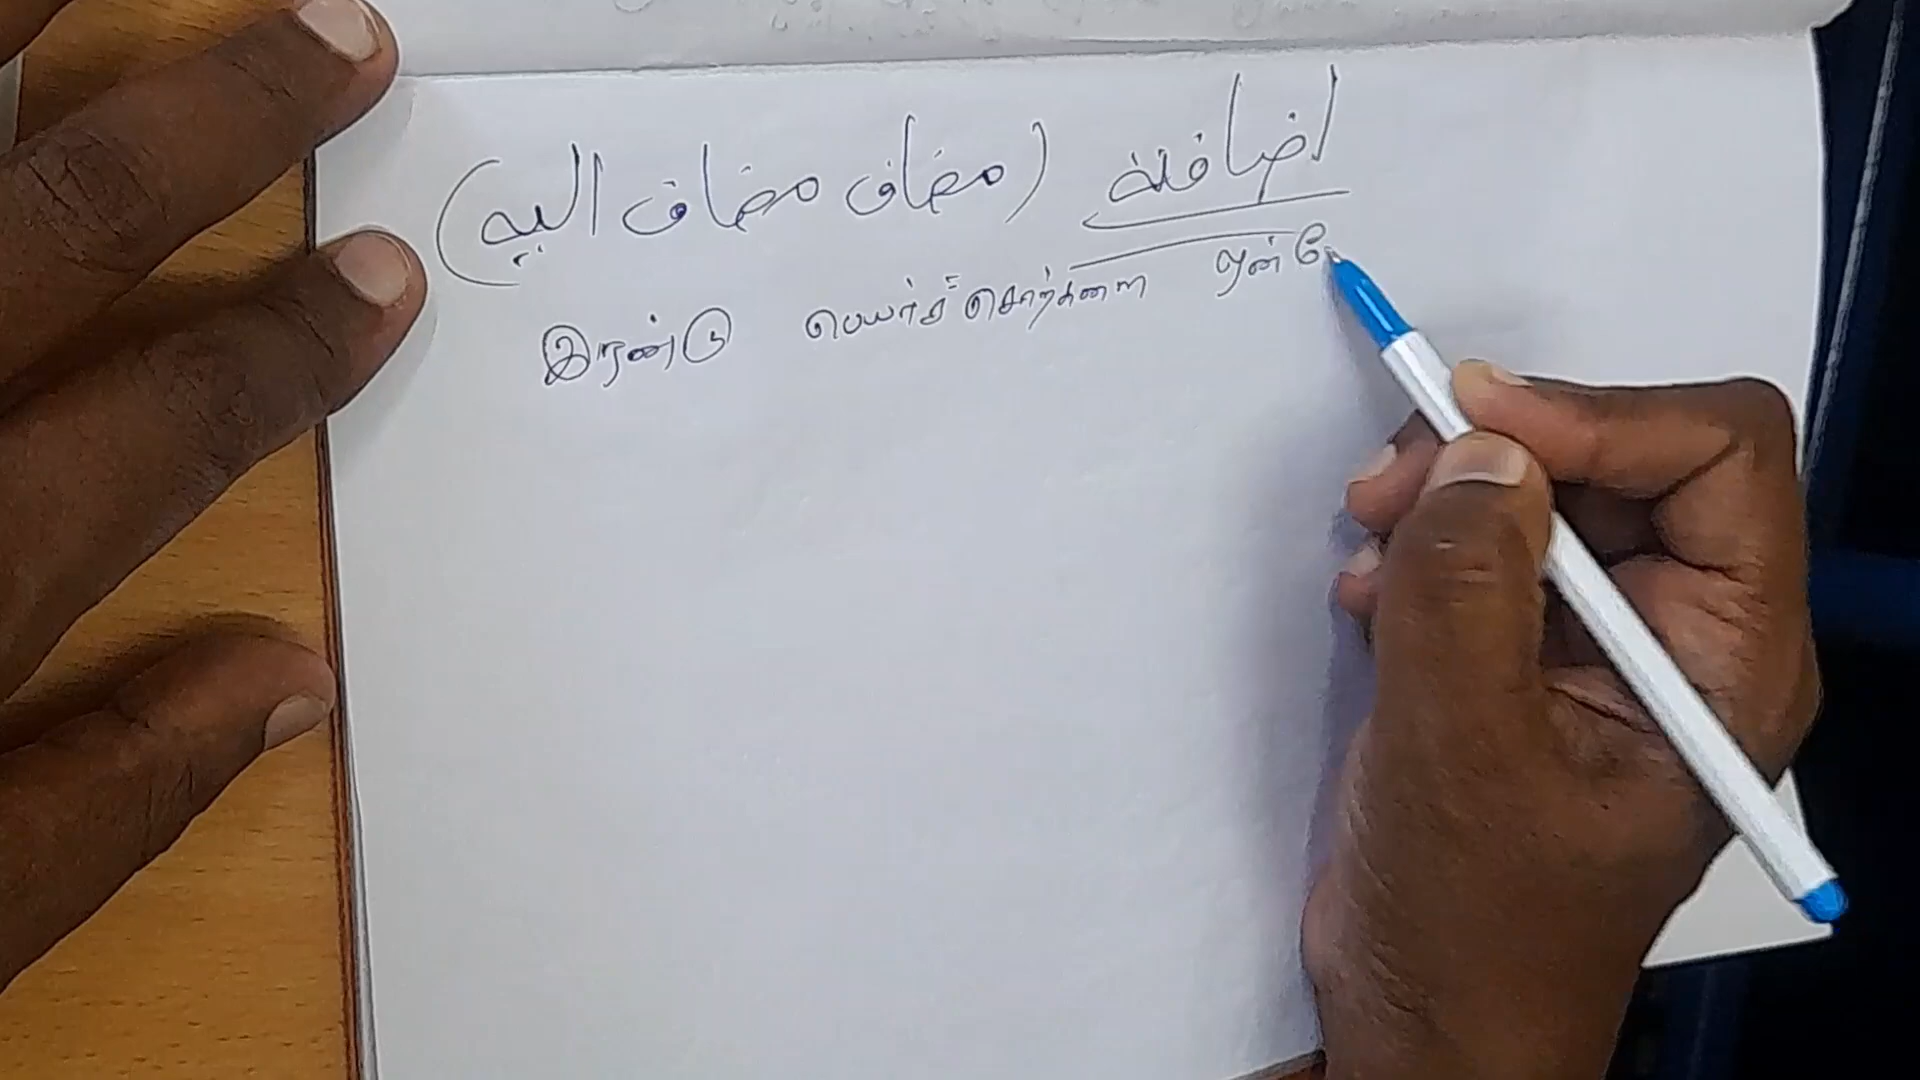 اضافة (مضاف مضاف اليه)
இரண்டு பெயர்ச் சொற்களை ஒன்றே